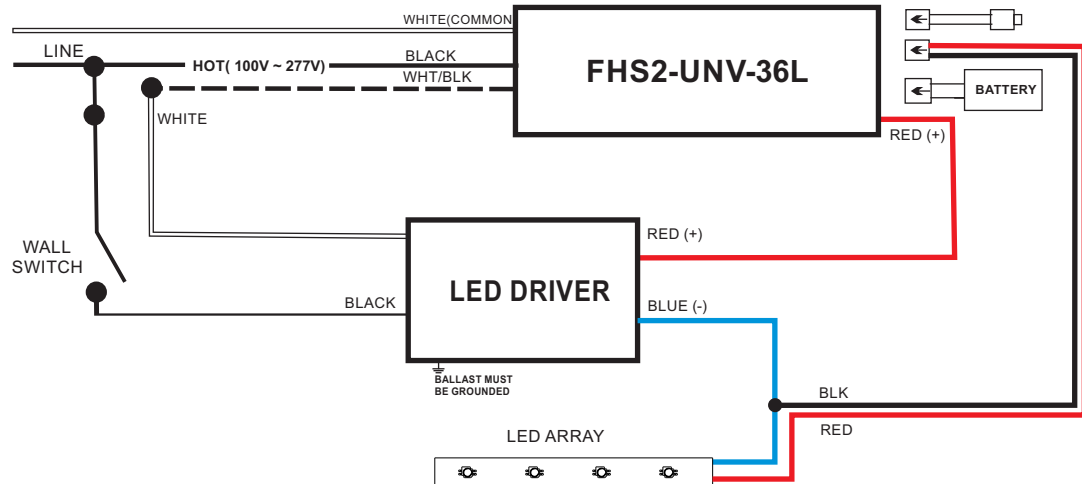 WHITE(COMMON
LINE
HOT( 100V ~ 277V)
BLACK
WHT/BLK
WHITE
FHS2-UNV-36L
BATTERY
RED (+)
WALL
SWITCH
BLACK
LED DRIVER
RED (+)
BLUE (-)
BALLAST MUST
BE GROUNDED
BLK
RED
LED ARRAY